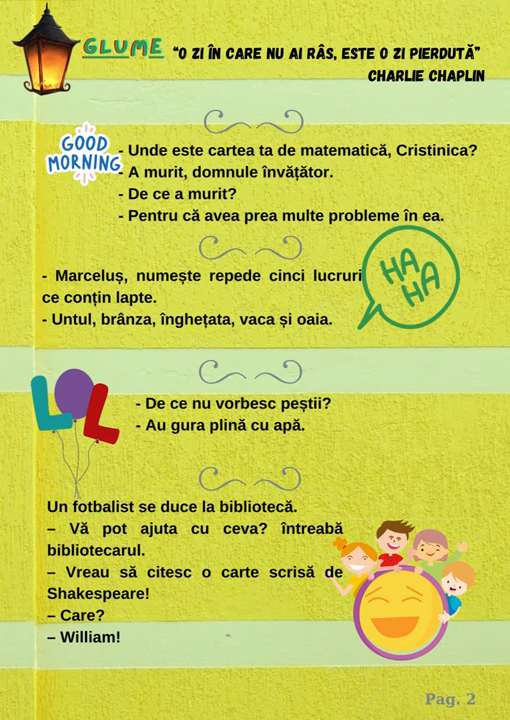 GLUME
“O ZI ÎN CARE NU AI RÂS, ESTE O ZI PIERDUTĂ”
CHARLIE CHAPLIN
GOOD
MORNING
- Unde este cartea ta de matematică, Cristinica?
- A murit, domnule învățător.
- De ce a murit?
- Pentru că avea prea multe probleme în ea.
- Marceluș, numește repede cinci lucruri
ce conțin lapte.
- Untul, brânza, înghețata, vaca și oaia.
HA
HA
LOL
- De ce nu vorbesc peștii?
- Au gura plină cu apă.
Un fotbalist se duce la bibliotecă.
– Vă pot ajuta cu ceva? întreabă
bibliotecarul.
– Vreau să citesc o carte scrisă de
Shakespeare!
– Care?
– William!
Pag. 2